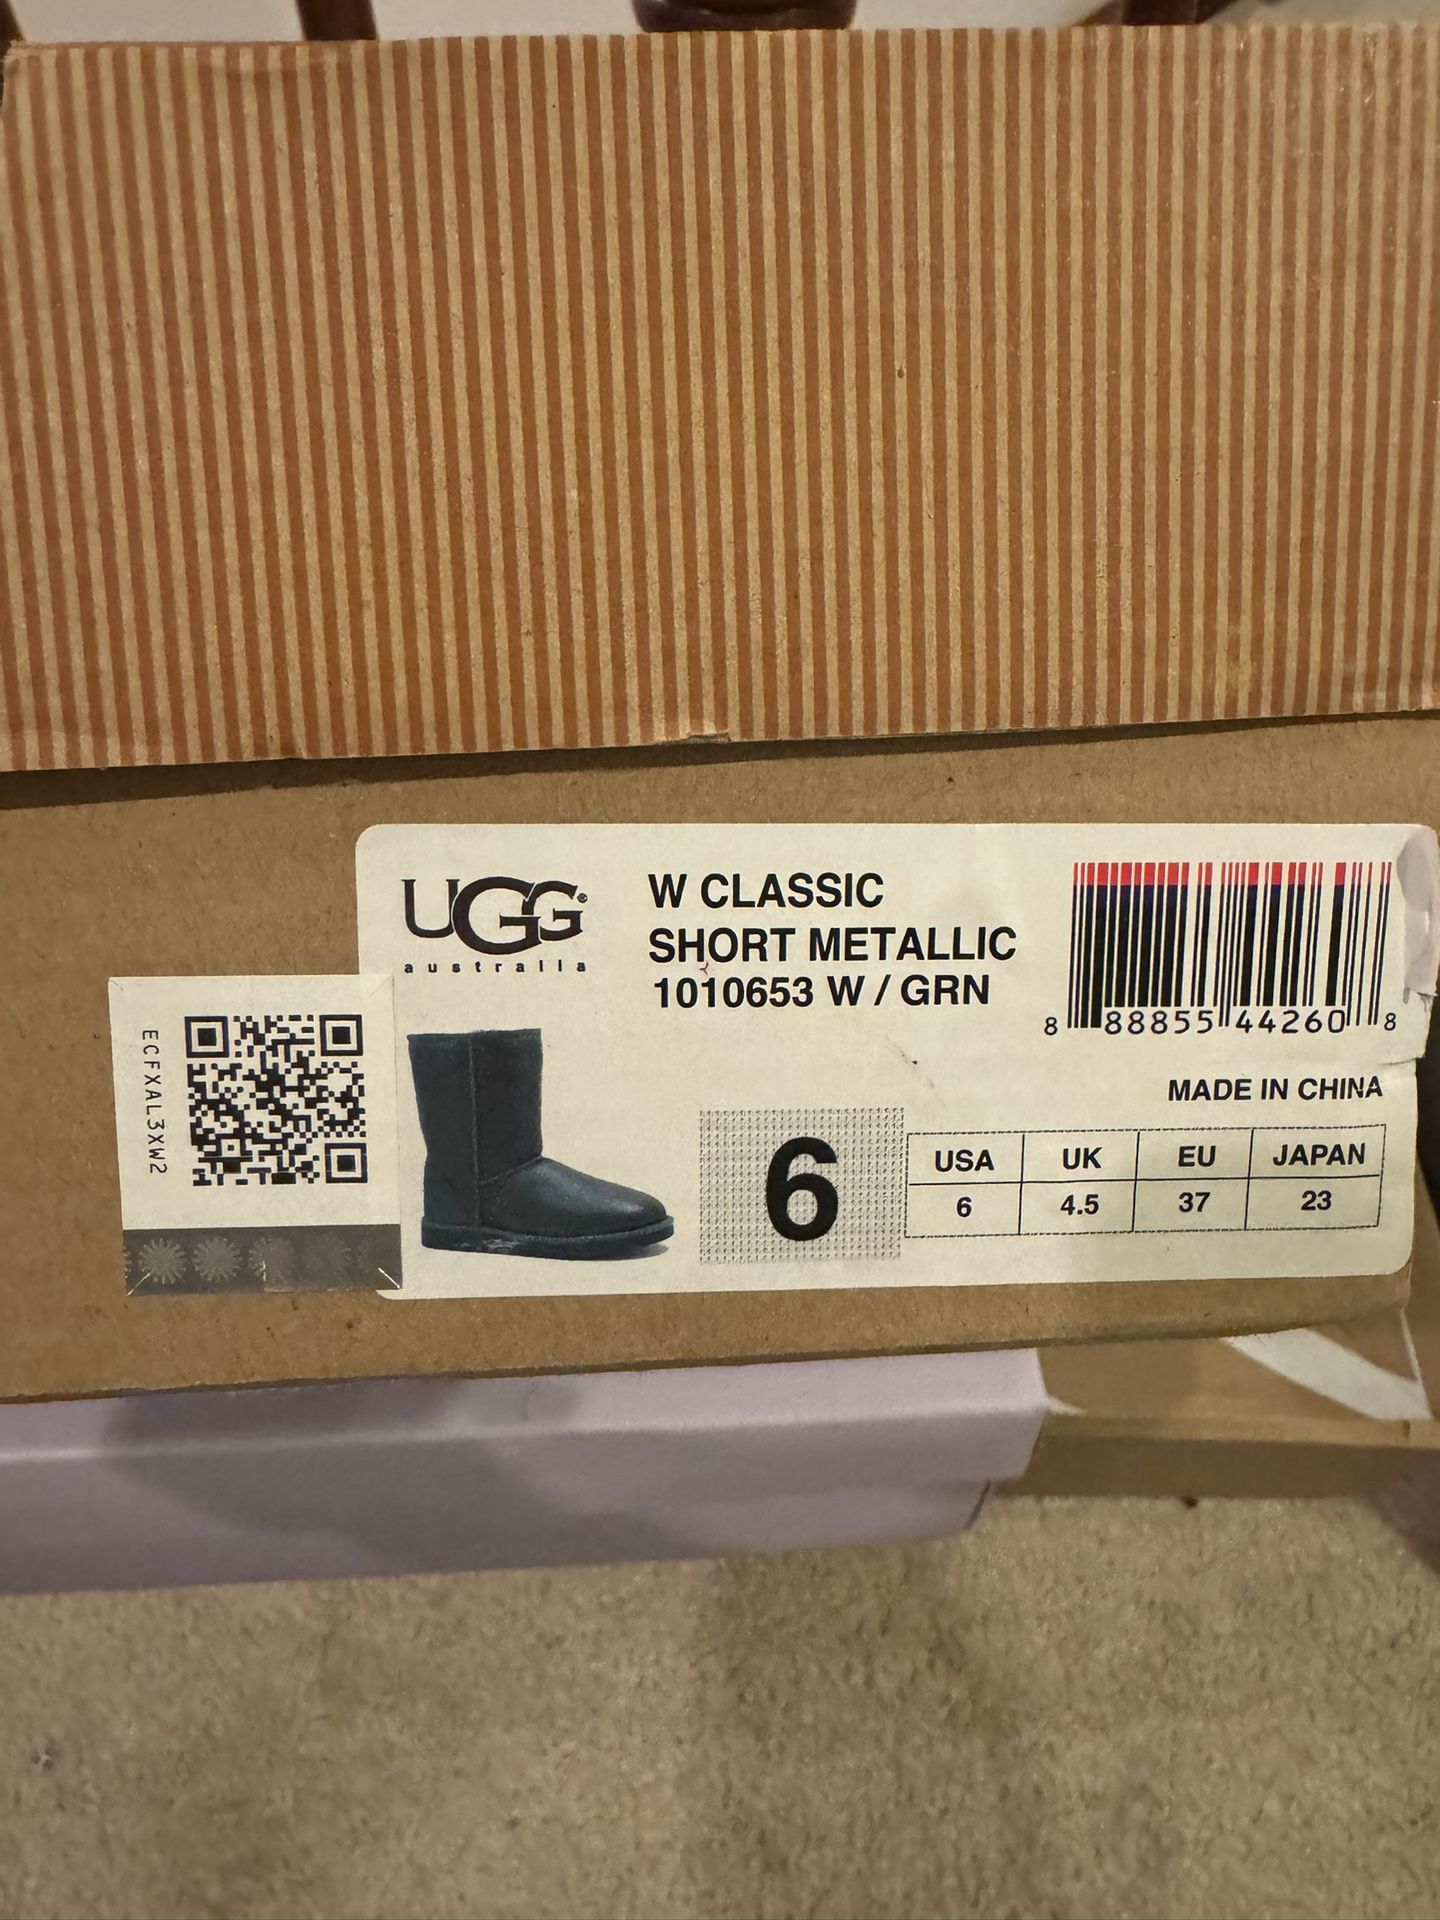 UGG®
australia
W CLASSIC
SHORT METALLIC
1010653 W / GRN
8 88855 44260 8
MADE IN CHINA
ECFXAL3XW2
6
USA UK EU JAPAN
6 4.5 37 23